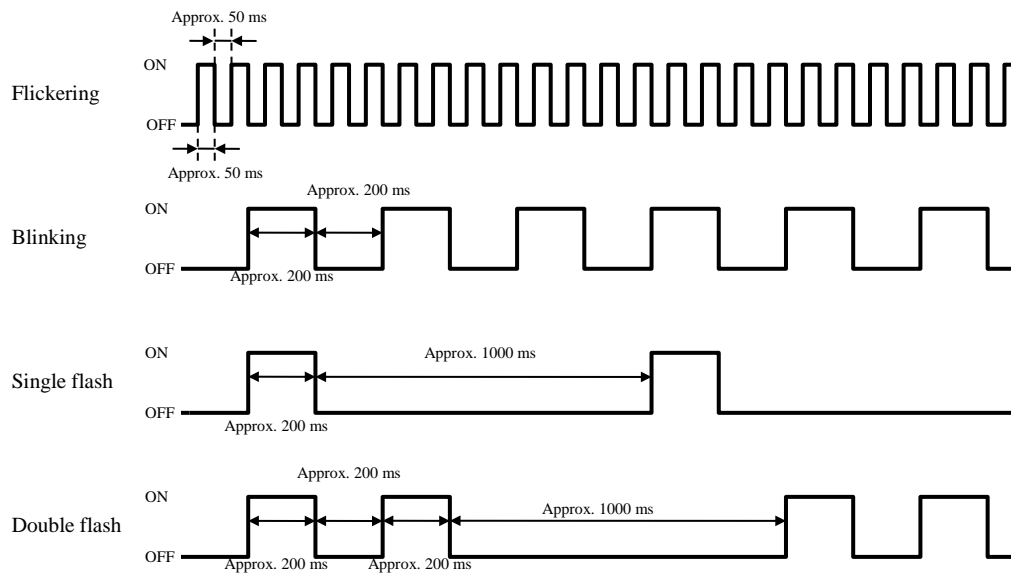 Approx. 50 ms
ON
Flickering
OFF
Approx. 50 ms
Approx. 200 ms
ON
Blinking
OFF
Approx. 200 ms
ON
Approx. 1000 ms
Single flash
OFF
Approx. 200 ms
Approx. 200 ms
ON
Approx. 1000 ms
Double flash
OFF
Approx. 200 ms
Approx. 200 ms